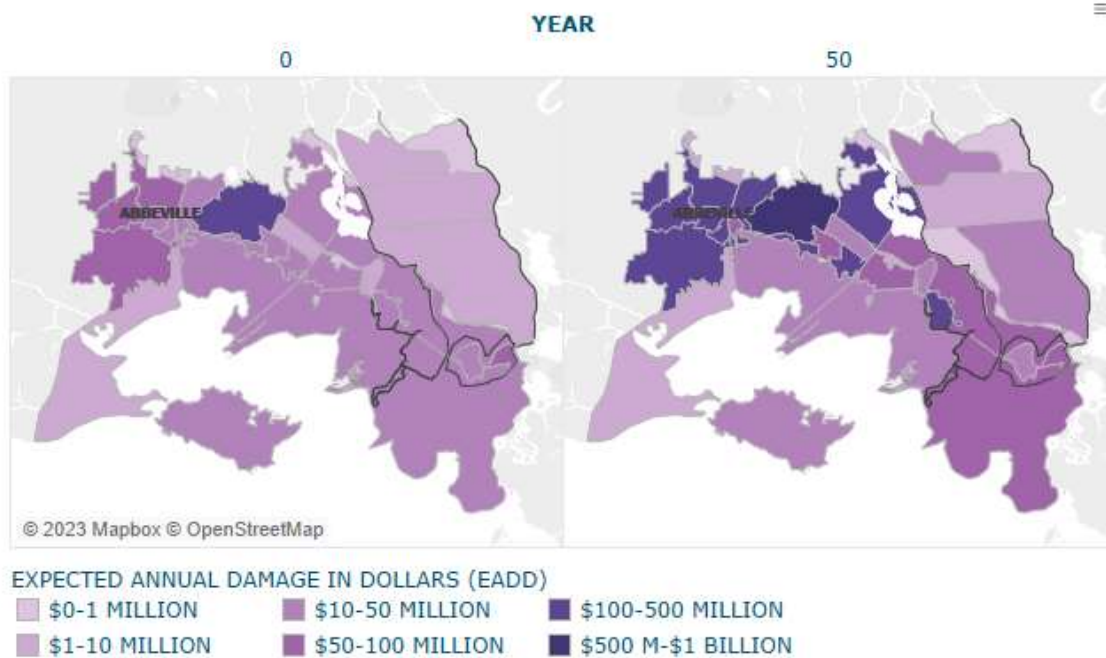 YEAR
0 50
ABBEVILLE ABBEVILLE
© 2023 Mapbox © OpenStreetMap
EXPECTED ANNUAL DAMAGE IN DOLLARS (EADD)
$0-1 MILLION $10-50 MILLION $100-500 MILLION
$1-10 MILLION $50-100 MILLION $500 M-$1 BILLION